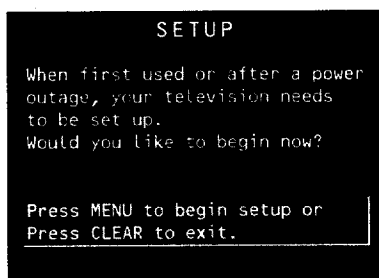 SETUP
When first used or after a power
outage, your television needs
to be set up.
Would you like to begin now?
Press MENU to begin setup or
Press CLEAR to exit.